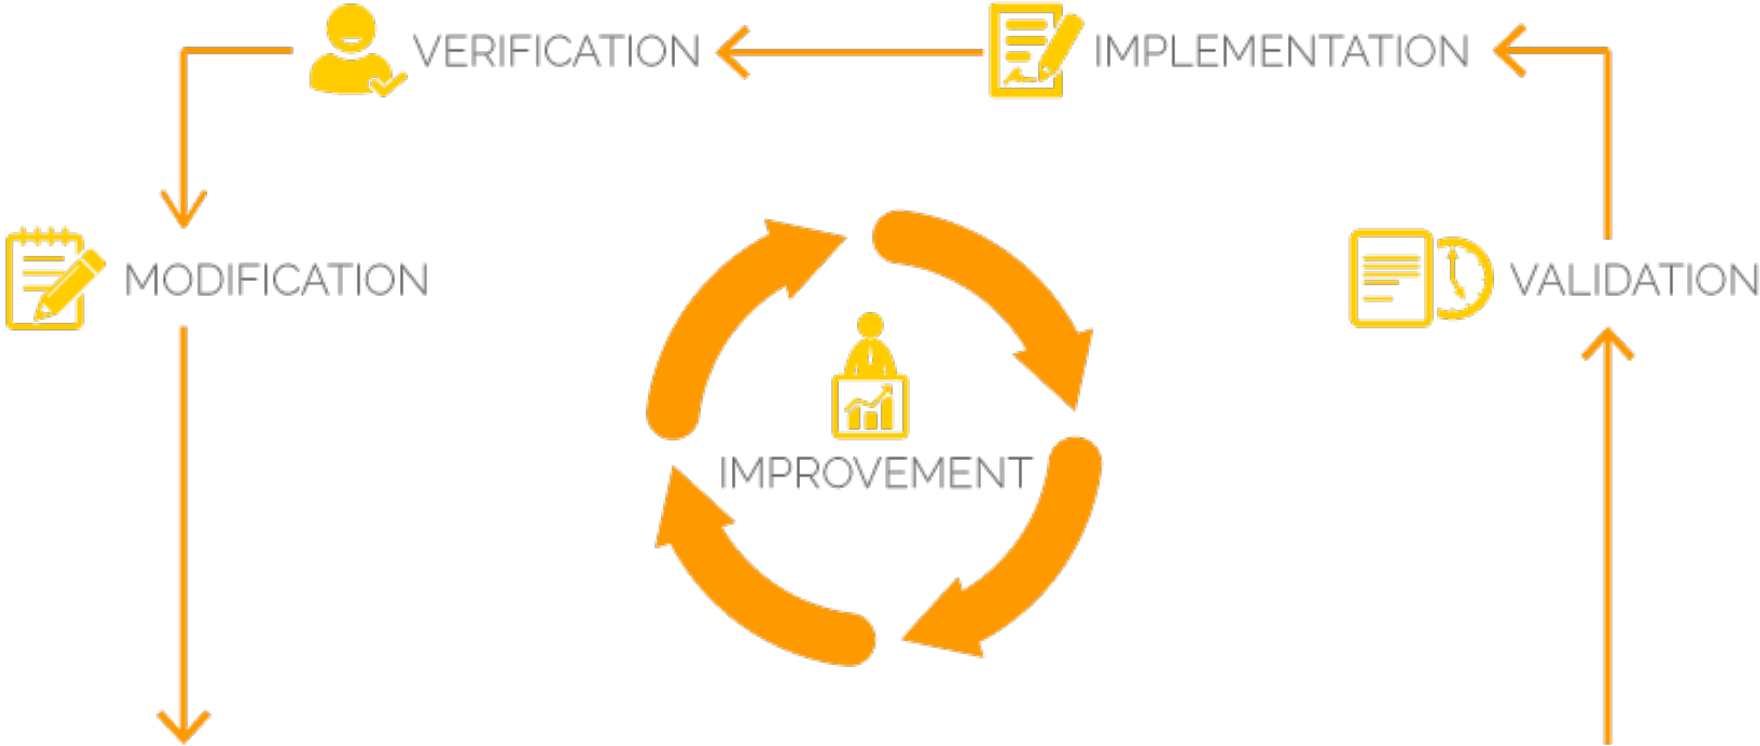 VERIFICATION
IMPLEMENTATION
MODIFICATION
VALIDATION
IMPROVEMENT